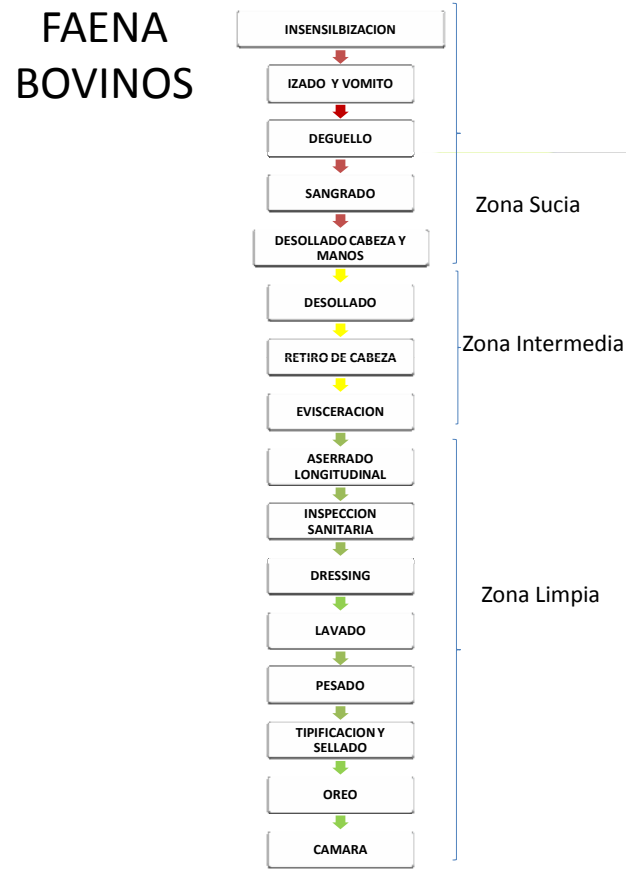 FAENA
BOVINOS
INSENSILBIZACION
IZADO Y VOMITO
DEGUELLO
SANGRADO
Zona Sucia
DESOLLADO CABEZA Y
MANOS
DESOLLADO
RETIRO DE CABEZA
Zona Intermedia
EVISCERACION
ASERRADO
LONGITUDINAL
INSPECCION
SANITARIA
DRESSING
Zona Limpia
LAVADO
PESADO
TIPIFICACION Y
SELLADO
OREO
CAMARA